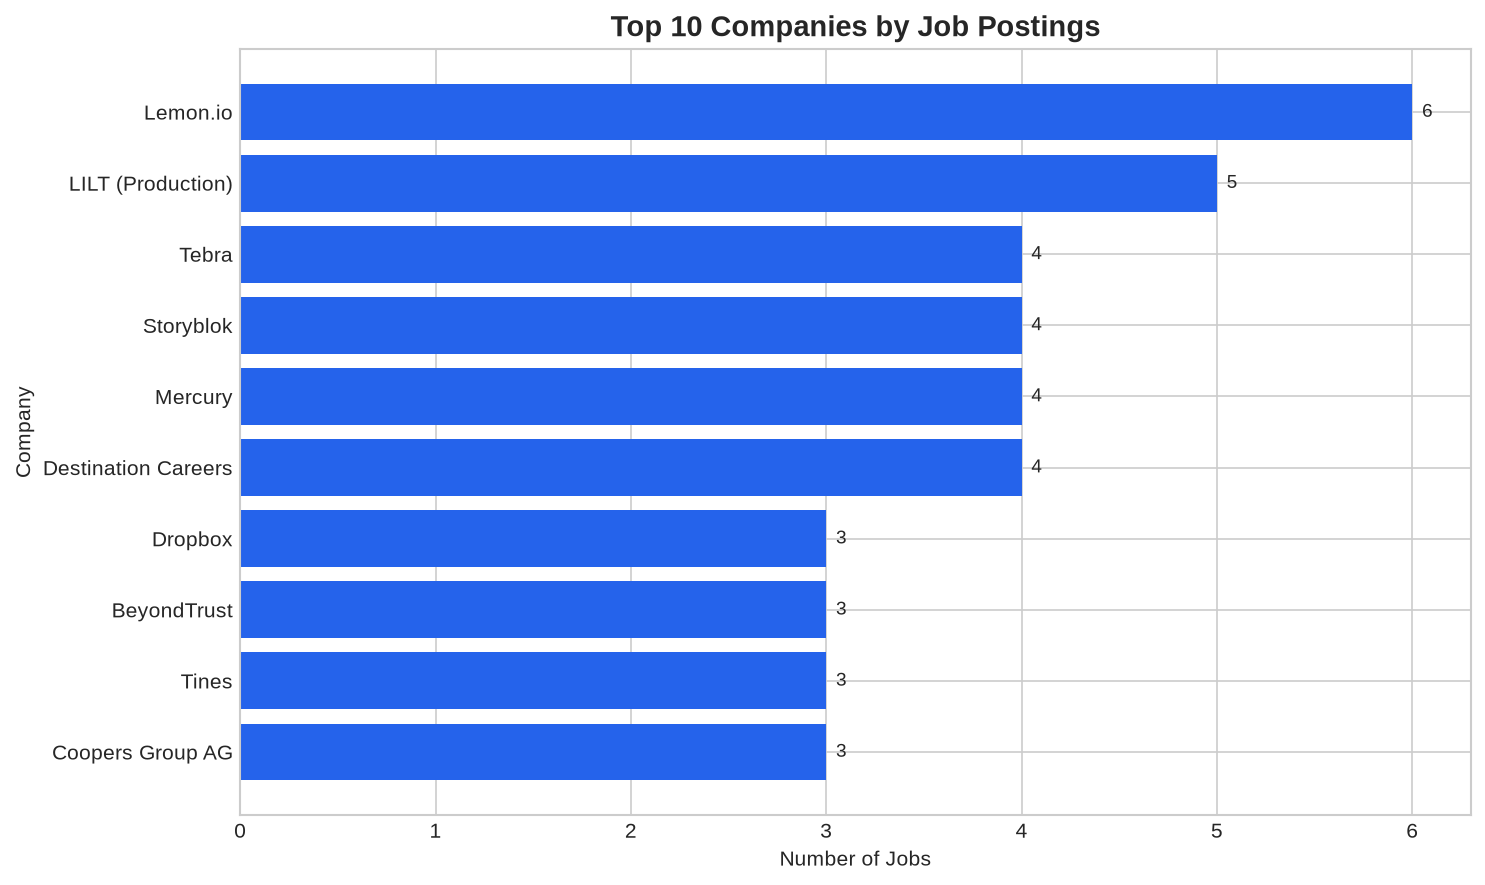 Top 10 Companies by Job Postings
Lemon.io 6
LILT (Production) 5
Tebra 4
Storyblok 4
Mercury 4
Destination Careers 4
Dropbox 3
BeyondTrust 3
Tines 3
Coopers Group AG 3
Company
0 1 2 3 4 5 6
Number of Jobs